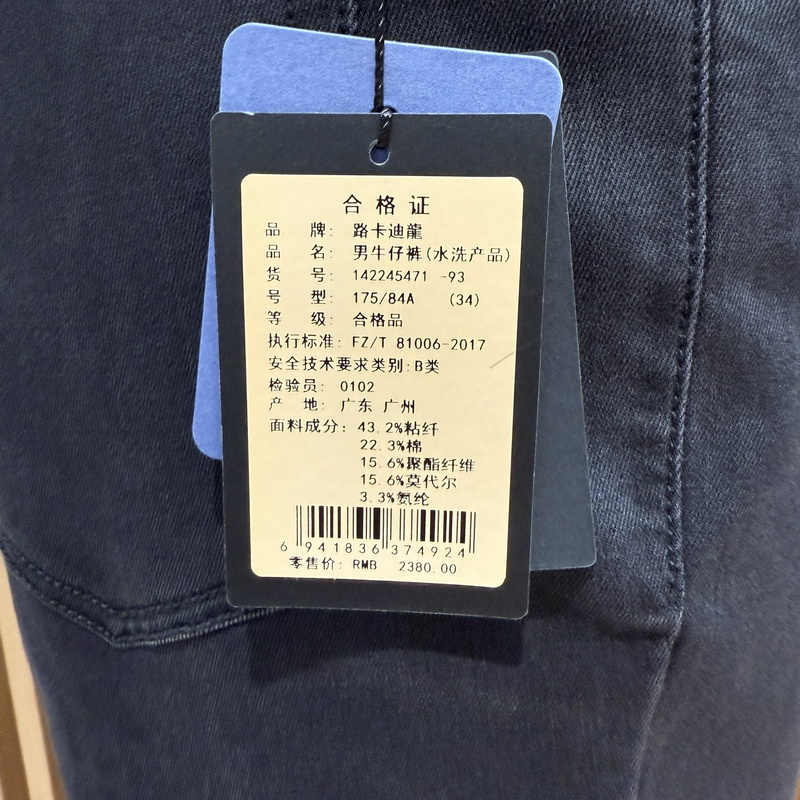 合格证
品 牌: 路卡迪龍
品 名: 男牛仔裤(水洗产品)
货 号: 142245471 -93
号 型: 175/84A (34)
等 级: 合格品
执行标准: FZ/T 81006-2017
安全技术要求类别:B类
检验员: 0102
产 地: 广东 广州
面料成分: 43.2%粘纤
22.3%棉
15.6%聚酯纤维
15.6%莫代尔
3.3%氨纶
6 941836 374924
零售价: RMB 2380.00